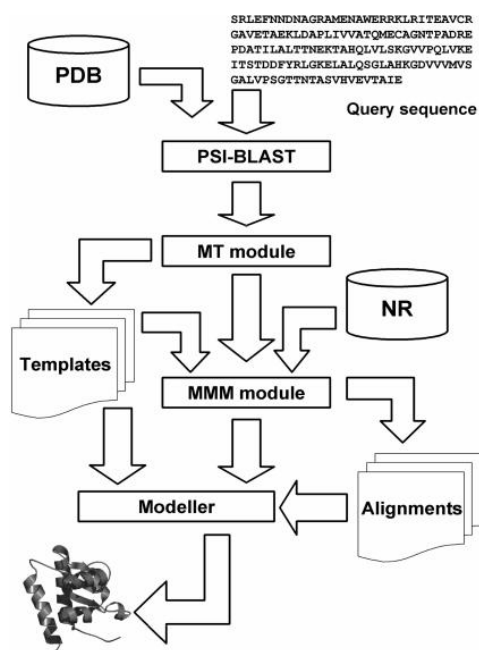 SRLEFNNDNAGRAMENAWERRKLRITEAVCR
GAVETAEKLDAPLIVVATQMECAGNTPADRE
PDATILALTTNEKTAHQLVLSKGVVPQLVKE
ITSTDDFYRLGKELALQSGLAHKGDVVVMVS
GALVPSGTTNTASVHVEVTAIE
PDB
Query sequence
PSI-BLAST
MT module
NR
Templates
MMM module
Modeller
Alignments